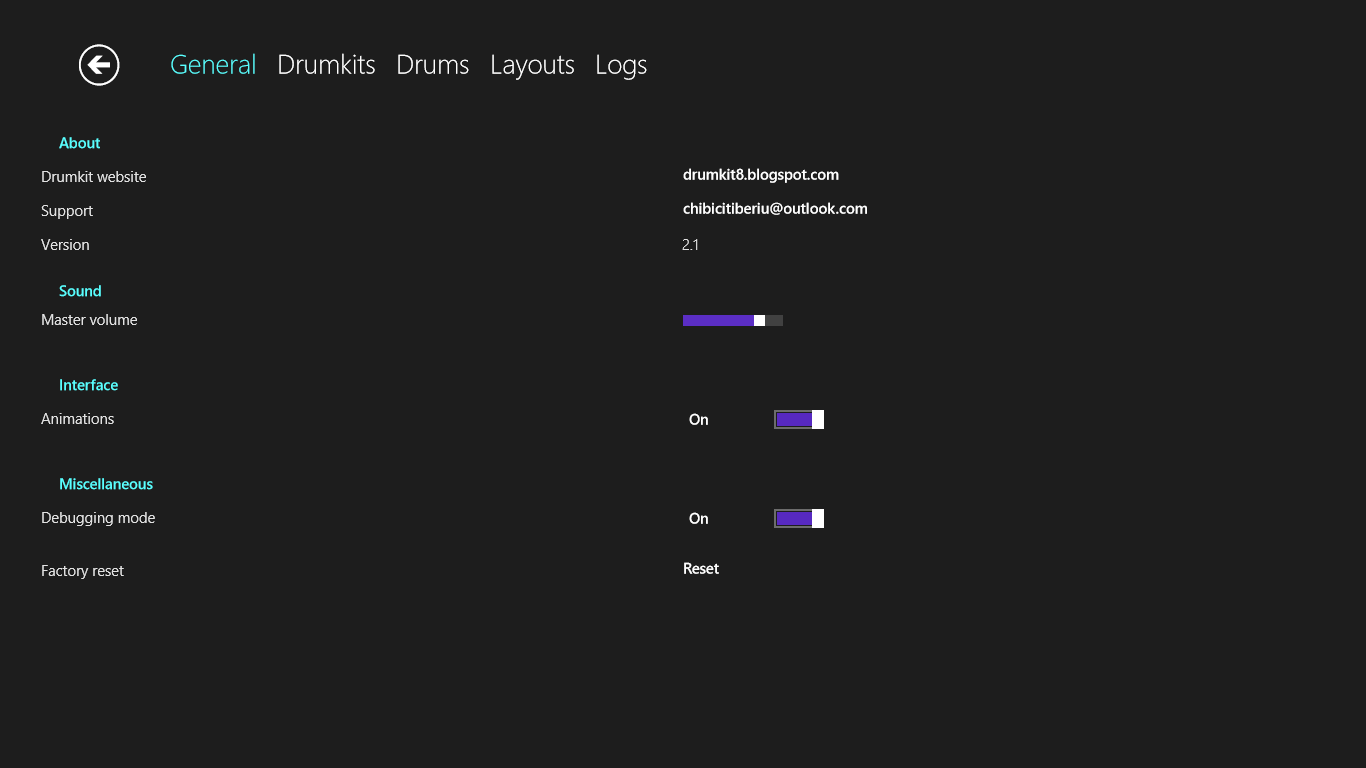 General Drumkits Drums Layouts Logs
About
Drumkit website drumkit8.blogspot.com
Support chibicitiberiu@outlook.com
Version 2.1
Sound
Master volume
Interface
Animations On
Miscellaneous
Debugging mode On
Factory reset Reset